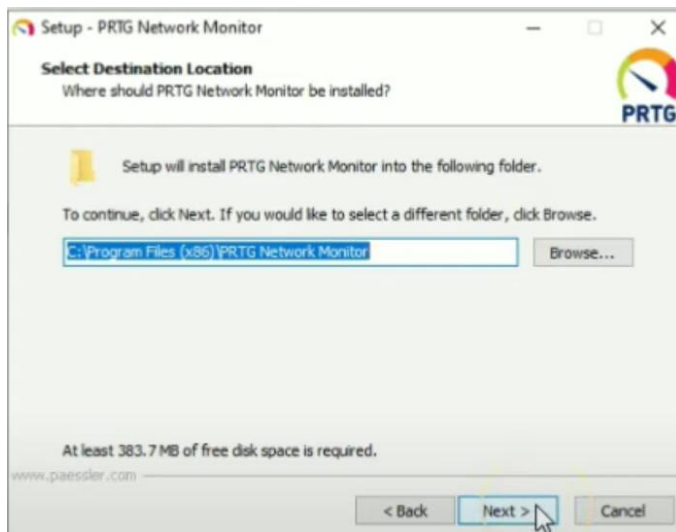 Setup - PRTG Network Monitor
Select Destination Location
Where should PRTG Network Monitor be installed?
PRTG
Setup will install PRTG Network Monitor into the following folder.
To continue, click Next. If you would like to select a different folder, click Browse.
C:\Program Files (x86)\PRTG Network Monitor
Browse...
At least 383.7 MB of free disk space is required.
www.paessler.com
< Back
Next >
Cancel